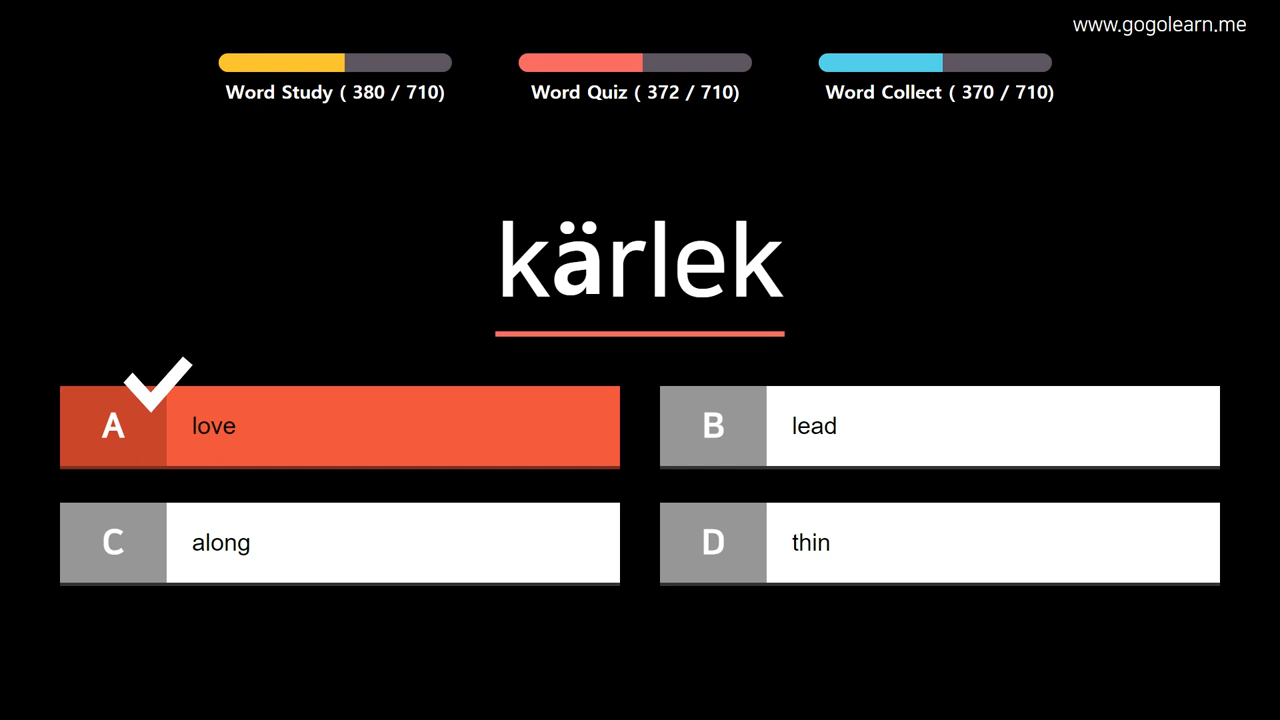 www.gogolearn.me
Word Study ( 380 / 710)
Word Quiz ( 372 / 710)
Word Collect ( 370 / 710)
kärlek
A love
B lead
C along
D thin